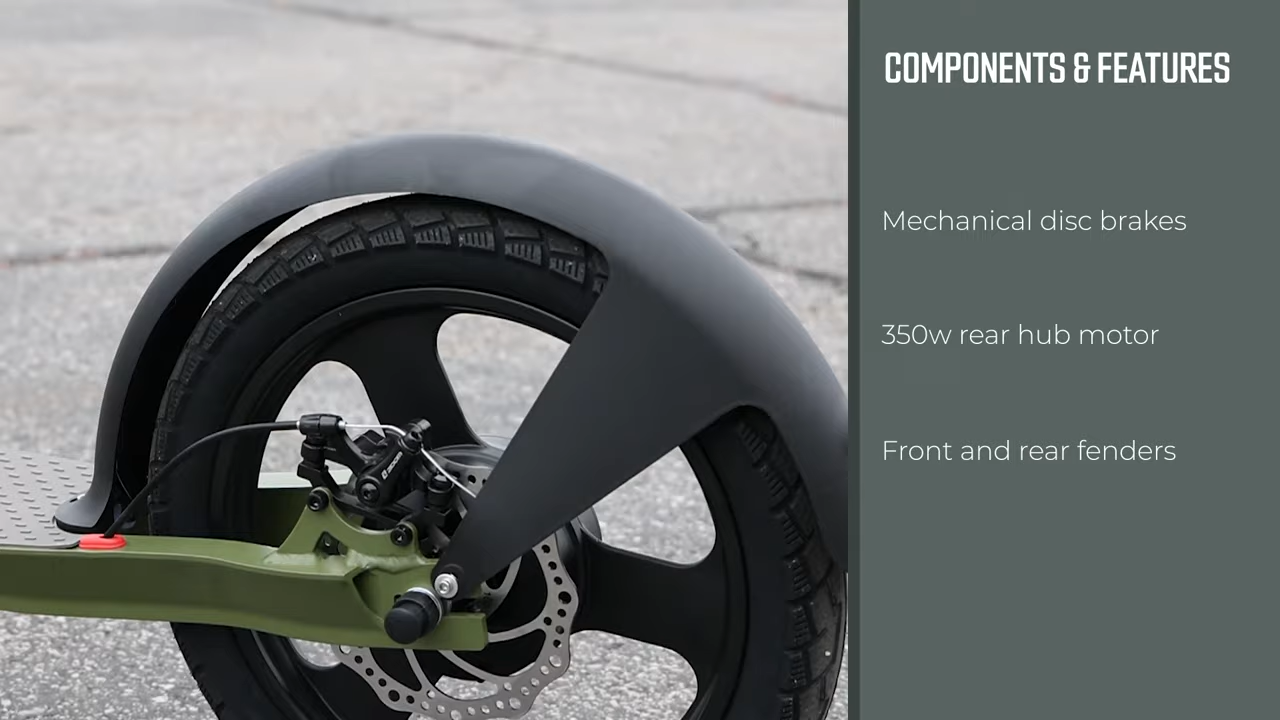 COMPONENTS & FEATURES
Mechanical disc brakes
350w rear hub motor
Front and rear fenders